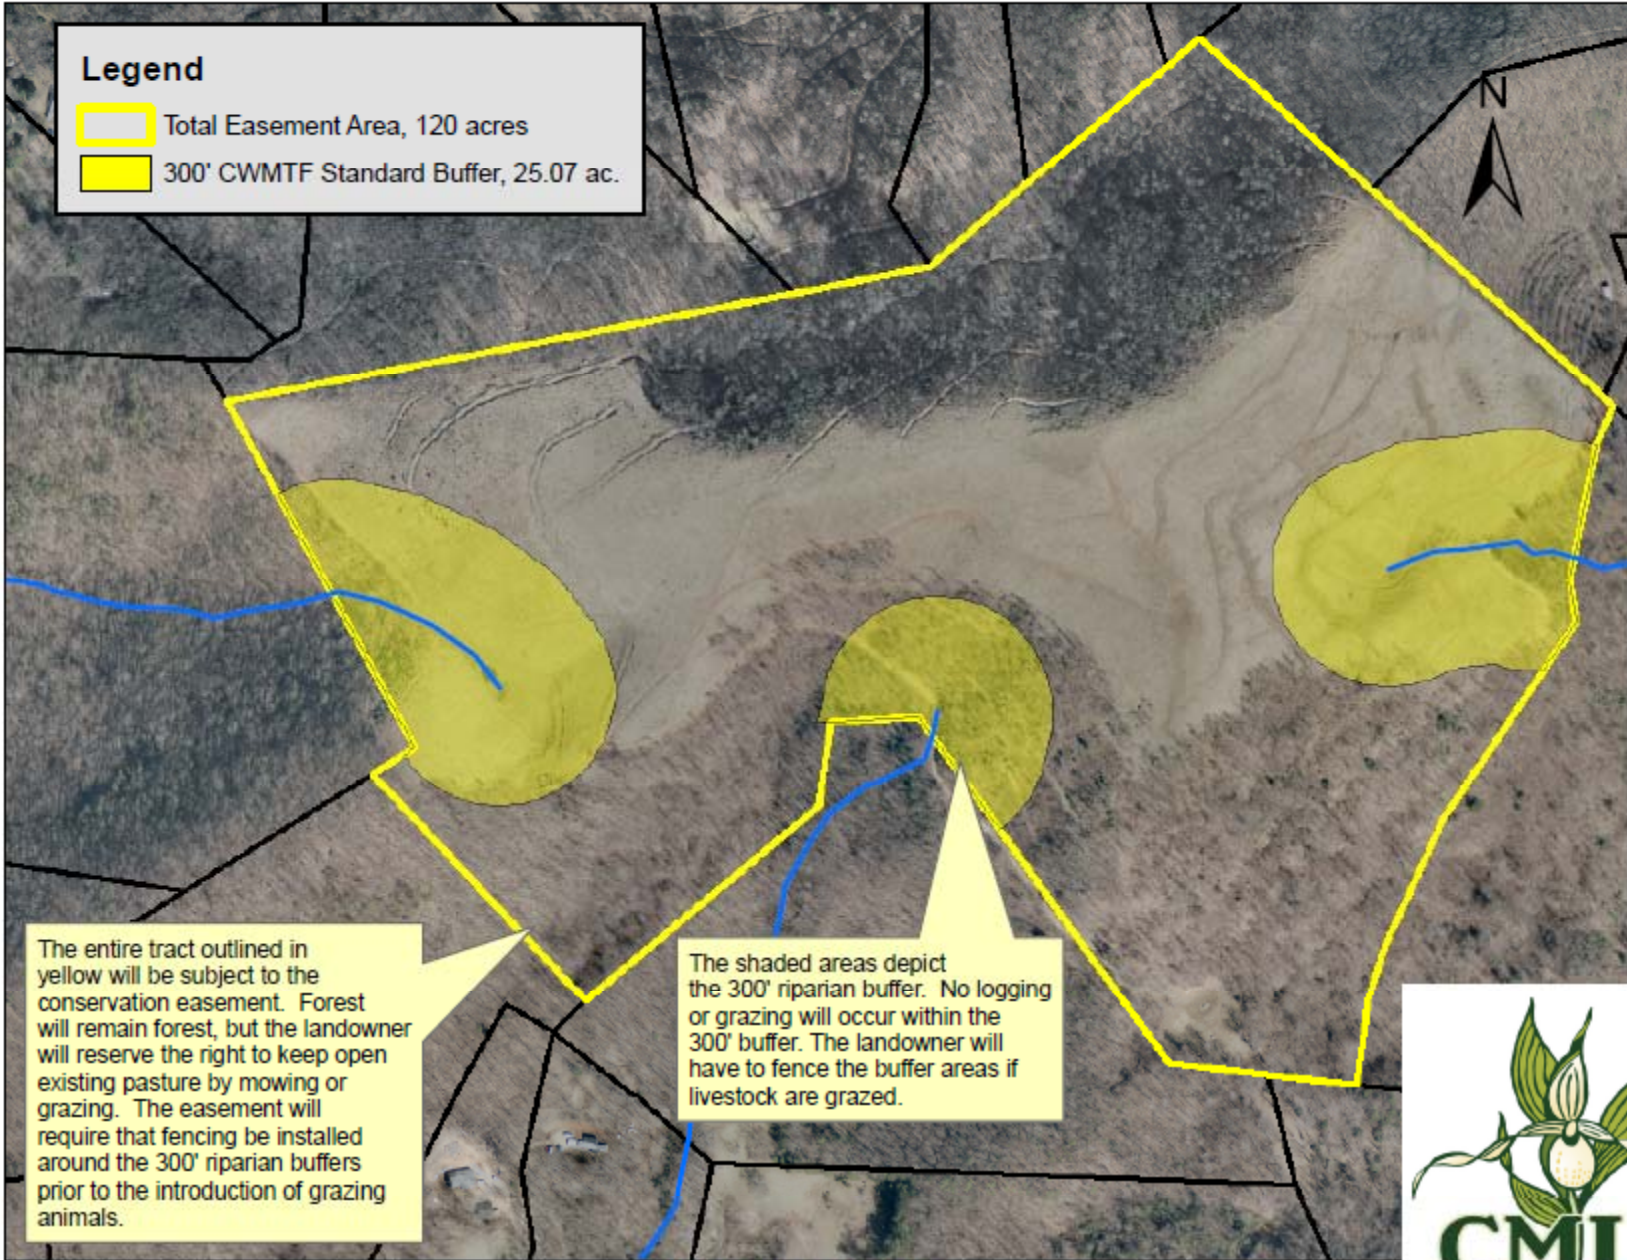 Legend
Total Easement Area, 120 acres
300' CWMTF Standard Buffer, 25.07 ac.
N
The entire tract outlined in
yellow will be subject to the
conservation easement. Forest
will remain forest, but the landowner
will reserve the right to keep open
existing pasture by mowing or
grazing. The easement will
require that fencing be installed
around the 300' riparian buffers
prior to the introduction of grazing
animals.
The shaded areas depict
the 300' riparian buffer. No logging
or grazing will occur within the
300' buffer. The landowner will
have to fence the buffer areas if
livestock are grazed.